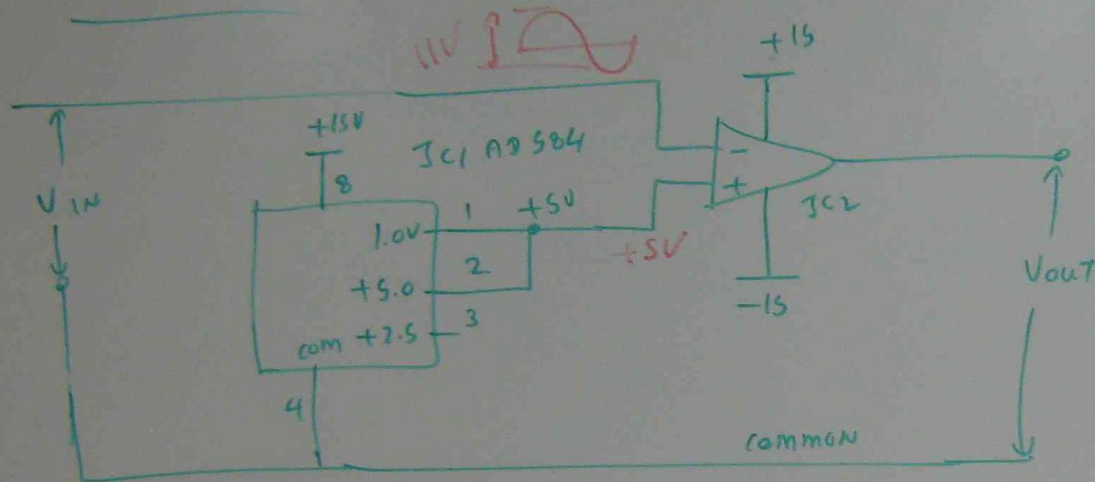 11V
+15
+15V
IC1 AD584
8
-
+
VIN
1.0V
1
+5V
IC2
+5V
2
+5.0
VOUT
3
-15
com
+2.5
4
COMMON